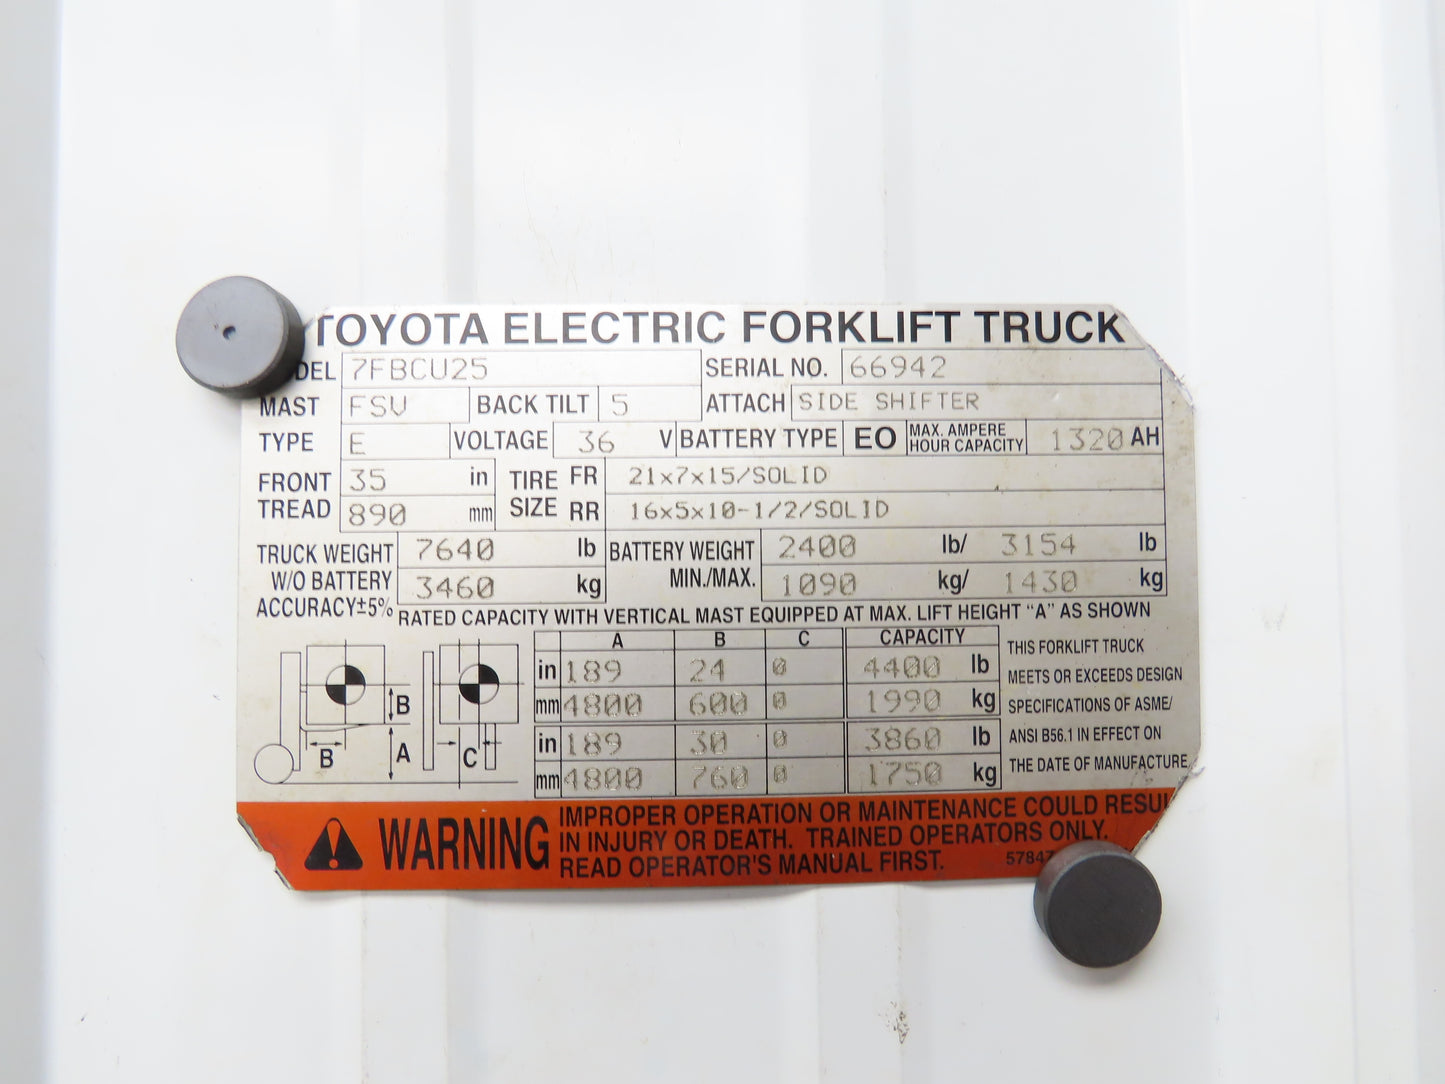 TOYOTA ELECTRIC FORKLIFT TRUCK
DEL 7FBCU25 SERIAL NO. 66942
MAST FSV BACK TILT 5 ATTACH SIDE SHIFTER
TYPE E VOLTAGE 36 V BATTERY TYPE EO MAX. AMPERE HOUR CAPACITY 1320 AH
FRONT TREAD 35 in TIRE SIZE FR 21x7x15/SOLID
890 mm RR 16x5x10-1/2/SOLID
TRUCK WEIGHT 7640 lb BATTERY WEIGHT 2400 lb/ 3154 lb
W/O BATTERY 3460 kg MIN./MAX. 1090 kg/ 1430 kg
ACCURACY±5% RATED CAPACITY WITH VERTICAL MAST EQUIPPED AT MAX. LIFT HEIGHT "A" AS SHOWN
A B C CAPACITY
in 189 24 0 4400 lb
mm 4800 600 0 1990 kg
in 189 30 0 3860 lb
mm 4800 760 0 1750 kg
B
B A C
THIS FORKLIFT TRUCK
MEETS OR EXCEEDS DESIGN
SPECIFICATIONS OF ASME/
ANSI B56.1 IN EFFECT ON
THE DATE OF MANUFACTURE
WARNING
IMPROPER OPERATION OR MAINTENANCE COULD RESUL
IN INJURY OR DEATH. TRAINED OPERATORS ONLY.
READ OPERATOR'S MANUAL FIRST.